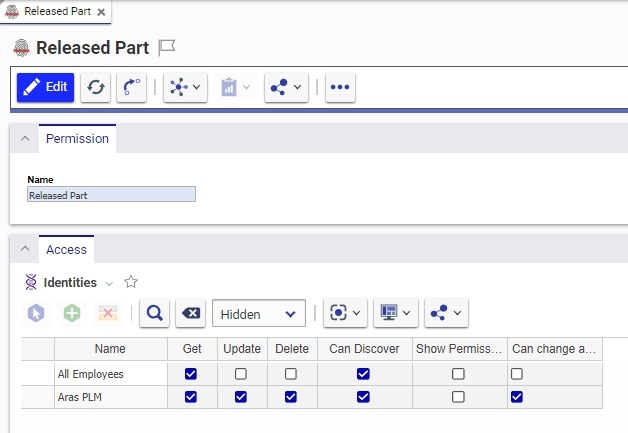 Released Part
Released Part
Edit
Permission
Name
Released Part
Access
Identities
Hidden
Name Get Update Delete Can Discover Show Permiss... Can change a...
All Employees
Aras PLM